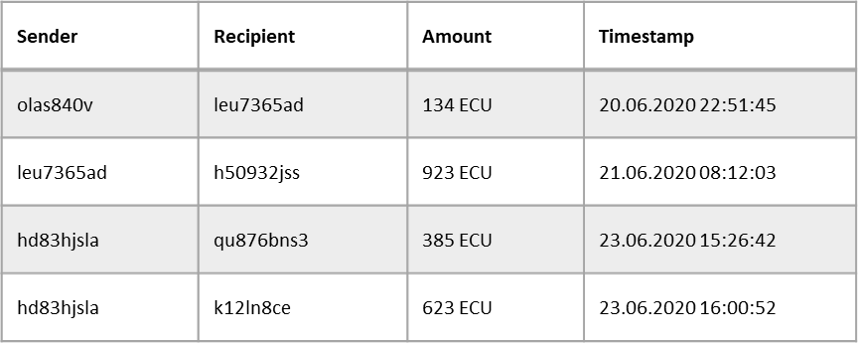 Sender Recipient Amount Timestamp
olas840v leu7365ad 134 ECU 20.06.2020 22:51:45
leu7365ad h50932jss 923 ECU 21.06.2020 08:12:03
hd83hjsla qu876bns3 385 ECU 23.06.2020 15:26:42
hd83hjsla k12ln8ce 623 ECU 23.06.2020 16:00:52